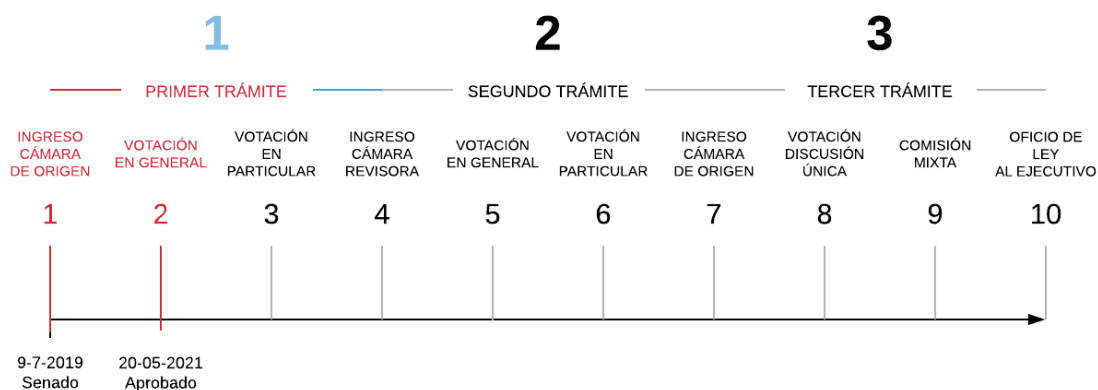 1
2
3
PRIMER TRÁMITE
SEGUNDO TRÁMITE
TERCER TRÁMITE
INGRESO
CÁMARA
DE ORIGEN
VOTACIÓN
EN GENERAL
VOTACIÓN
EN
PARTICULAR
INGRESO
CÁMARA
REVISORA
VOTACIÓN
EN GENERAL
VOTACIÓN
EN
PARTICULAR
INGRESO
CÁMARA
DE ORIGEN
VOTACIÓN
DISCUSIÓN
ÚNICA
COMISIÓN
MIXTA
OFICIO DE
LEY
AL EJECUTIVO
1
2
3
4
5
6
7
8
9
10
9-7-2019
Senado
20-05-2021
Aprobado